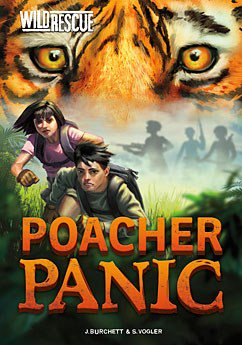 WILD RESCUE
POACHER
PANIC
J. BURCHETT & S. VOGLER